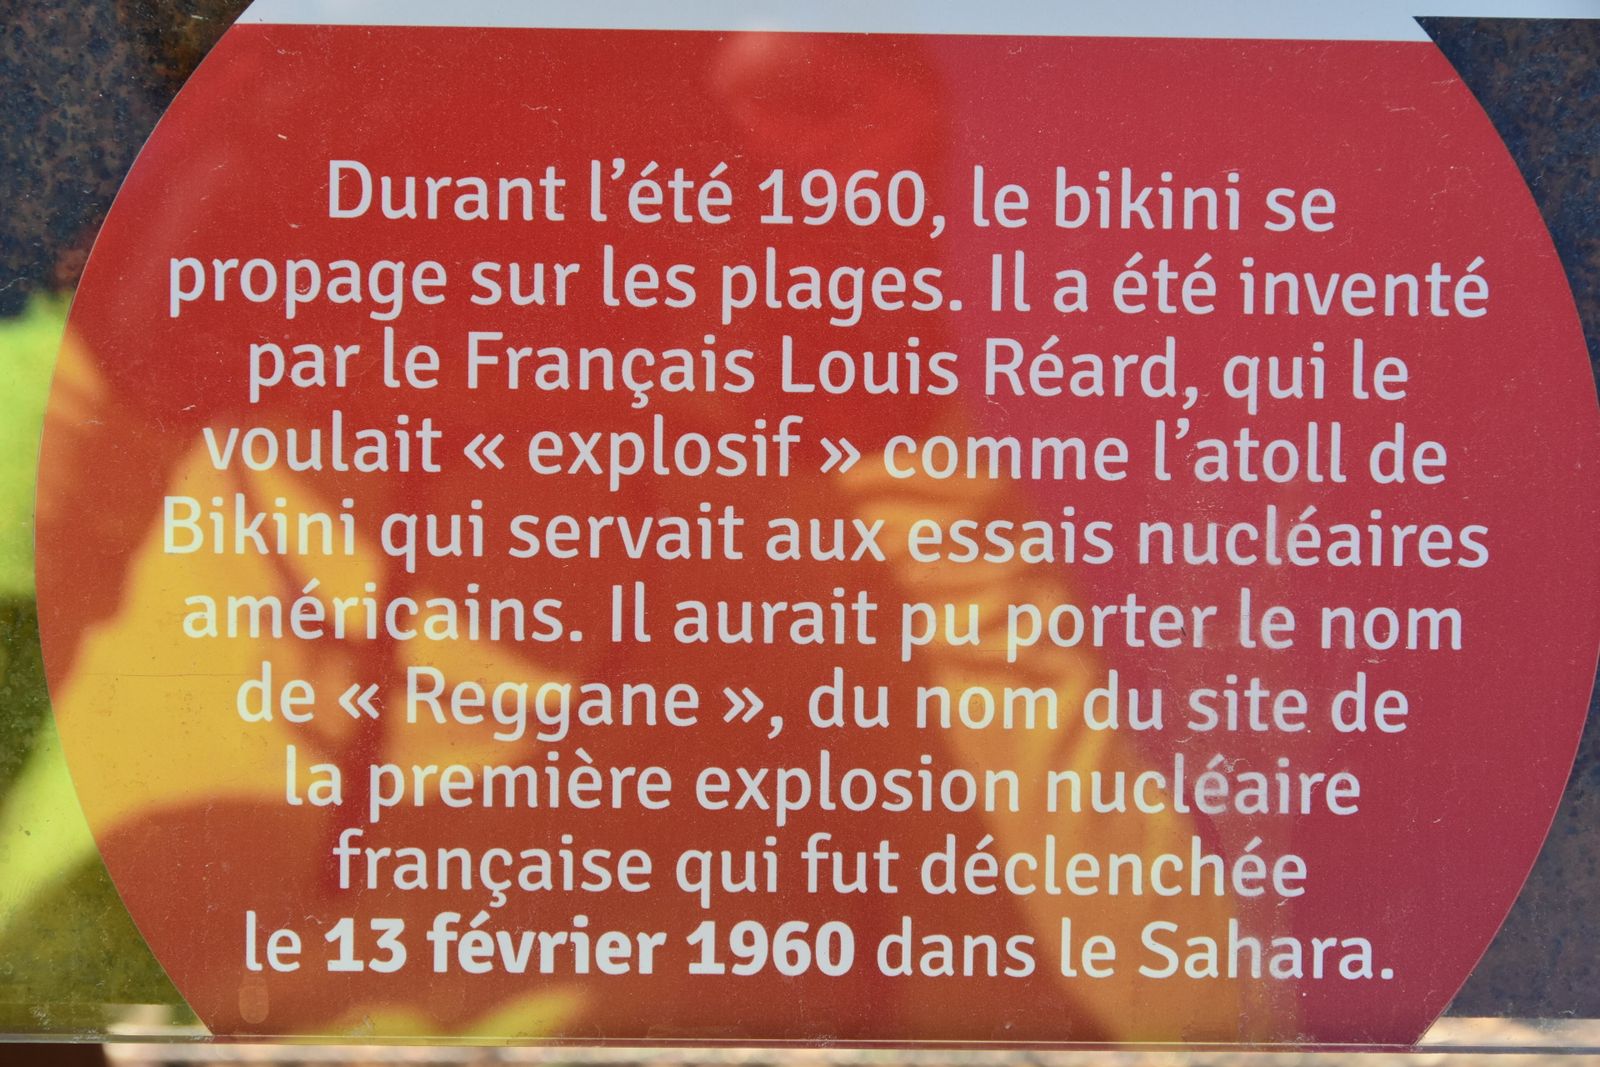 Durant l’été 1960, le bikini se
propage sur les plages. Il a été inventé
par le Français Louis Réard, qui le
voulait « explosif » comme l’atoll de
Bikini qui servait aux essais nucléaires
américains. Il aurait pu porter le nom
de « Reggane », du nom du site de
la première explosion nucléaire
française qui fut déclenchée
le 13 février 1960 dans le Sahara.